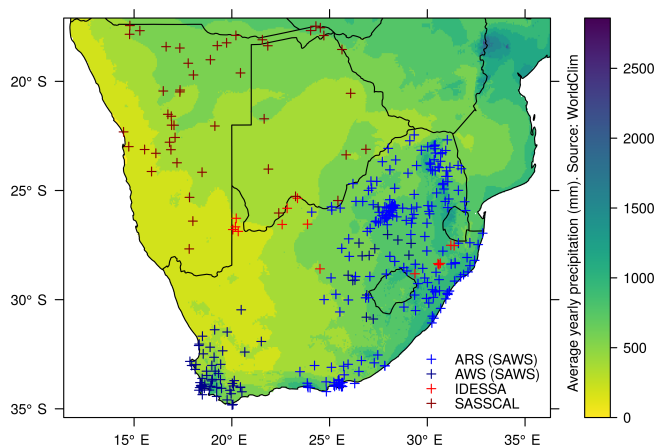 20° S
25° S
30° S
35° S
15° E
20° E
25° E
30° E
35° E
ARS (SAWS)
AWS (SAWS)
IDESSA
SASSCAL
Average yearly precipitation (mm) Source: WorldClim
2500
2000
1500
1000
500
0